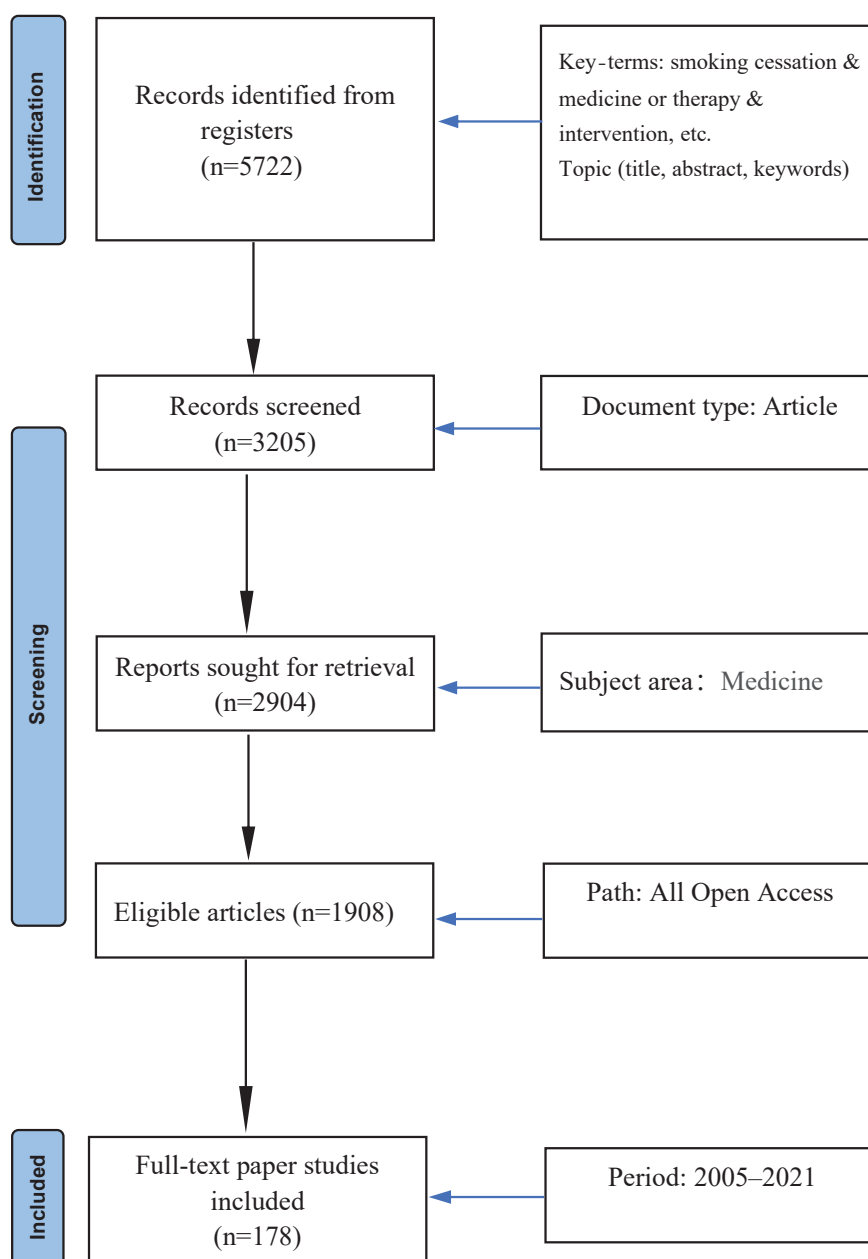 Identification
Records identified from
registers
(n=5722)
Key-terms: smoking cessation &
medicine or therapy &
intervention, etc.
Topic (title, abstract, keywords)
Screening
Records screened
(n=3205)
Document type: Article
Reports sought for retrieval
(n=2904)
Subject area：Medicine
Eligible articles (n=1908)
Path: All Open Access
Included
Full-text paper studies
included
(n=178)
Period: 2005–2021